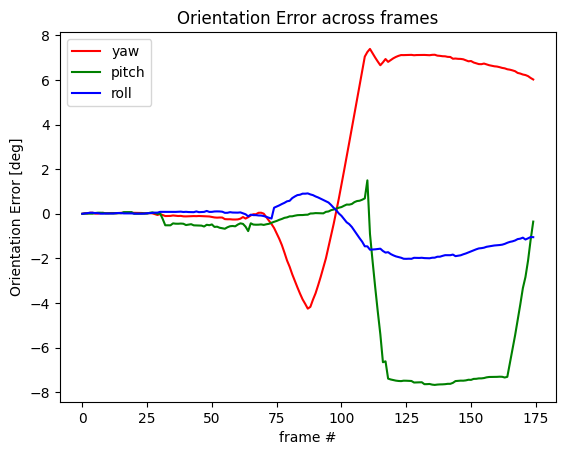 Orientation Error across frames
yaw
pitch
roll
Orientation Error [deg]
8
6
4
2
0
−2
−4
−6
−8
0 25 50 75 100 125 150 175
frame #